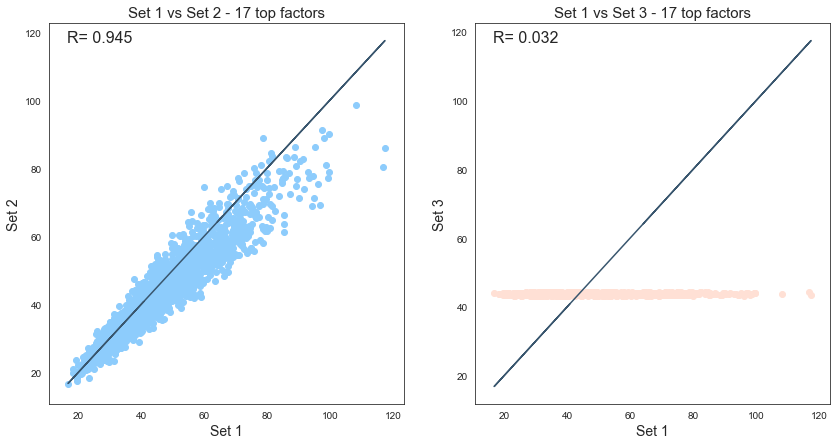 Set 1 vs Set 2 - 17 top factors
R= 0.945
120
100
80
60
40
20
Set 2
20 40 60 80 100 120
Set 1
Set 1 vs Set 3 - 17 top factors
R= 0.032
120
100
80
60
40
20
Set 3
20 40 60 80 100 120
Set 1